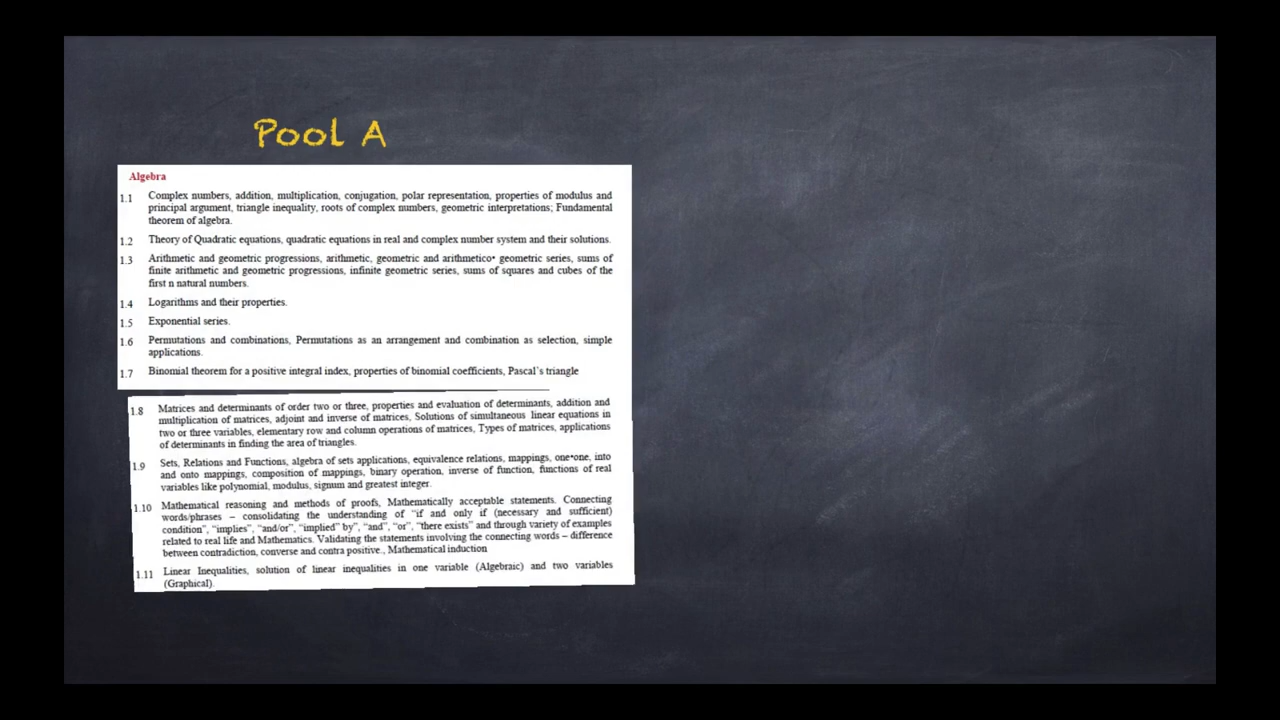 Pool A
Algebra
1.1 Complex numbers, addition, multiplication, conjugation, polar representation, properties of modulus and
principal argument, triangle inequality, roots of complex numbers, geometric interpretations; Fundamental
theorem of algebra.
1.2 Theory of Quadratic equations, quadratic equations in real and complex number system and their solutions.
1.3 Arithmetic and geometric progressions, arithmetic, geometric and arithmetico• geometric series, sums of
finite arithmetic and geometric progressions, infinite geometric series, sums of squares and cubes of the
first n natural numbers.
1.4 Logarithms and their properties.
1.5 Exponential series.
1.6 Permutations and combinations, Permutations as an arrangement and combination as selection, simple
applications.
1.7 Binomial theorem for a positive integral index, properties of binomial coefficients, Pascal's triangle
1.8 Matrices and determinants of order two or three, properties and evaluation of determinants, addition and
multiplication of matrices, adjoint and inverse of matrices, Solutions of simultaneous linear equations in
two or three variables, elementary row and column operations of matrices, Types of matrices, applications
of determinants in finding the area of triangles.
1.9 Sets, Relations and Functions, algebra of sets applications, equivalence relations, mappings, one•one, into
and onto mappings, composition of mappings, binary operation, inverse of function, functions of real
variables like polynomial, modulus, signum and greatest integer.
1.10 Mathematical reasoning and methods of proofs, Mathematically acceptable statements. Connecting
words/phrases – consolidating the understanding of "if and only if (necessary and sufficient)
condition", "implies", "and/or", "implied" by", "and", "or", "there exists" and through variety of examples
related to real life and Mathematics. Validating the statements involving the connecting words – difference
between contradiction, converse and contra positive., Mathematical induction
1.11 Linear Inequalities, solution of linear inequalities in one variable (Algebraic) and two variables
(Graphical).